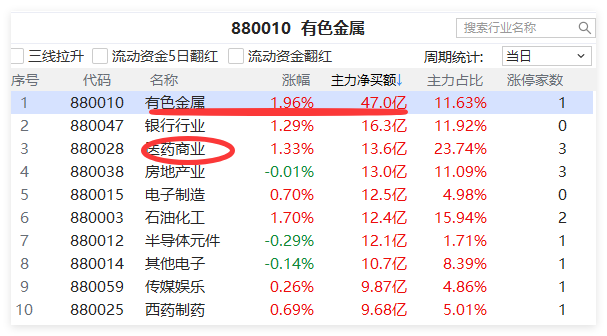 880010 有色金属 搜索行业名称
三线拉升 流动资金5日翻红 流动资金翻红 周期统计: 当日
序号 代码 名称 涨幅 主力净买额↓ 主力占比 涨停家数
1 880010 有色金属 1.96% 47.0亿 11.63% 1
2 880047 银行行业 1.29% 16.3亿 11.92% 0
3 880028 医药商业 1.33% 13.6亿 23.74% 3
4 880038 房地产业 -0.01% 13.0亿 11.09% 3
5 880015 电子制造 0.70% 12.5亿 4.98% 0
6 880003 石油化工 1.70% 12.4亿 15.94% 2
7 880012 半导体元件 -0.29% 12.1亿 1.71% 1
8 880014 其他电子 -0.14% 10.7亿 8.39% 1
9 880059 传媒娱乐 0.26% 9.87亿 4.86% 1
10 880025 西药制药 0.69% 9.68亿 5.01% 1